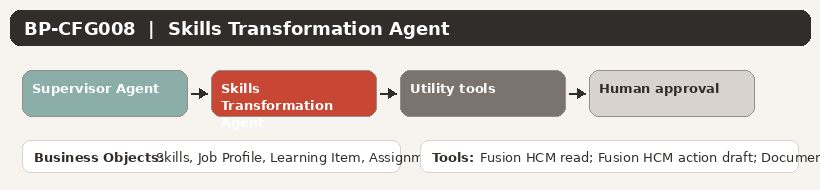 BP-CFG008 | Skills Transformation Agent
Supervisor Agent
Skills
Transformation
Agent
Utility tools
Human approval
Business Objects: Skills, Job Profile, Learning Item, Assignm
Tools: Fusion HCM read; Fusion HCM action draft; Documen